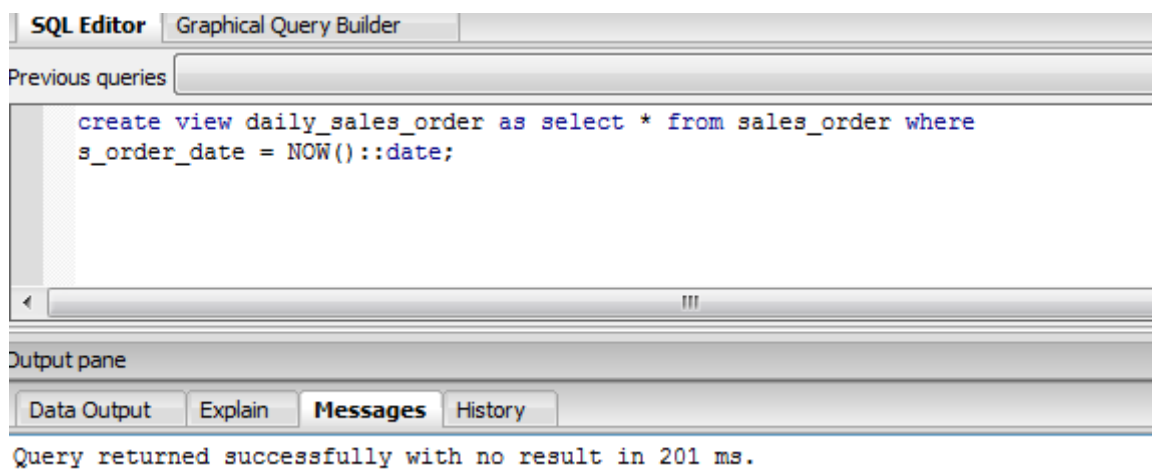 SQL Editor Graphical Query Builder
Previous queries
create view daily_sales_order as select * from sales_order where
s_order_date = NOW()::date;
Output pane
Data Output Explain Messages History
Query returned successfully with no result in 201 ms.